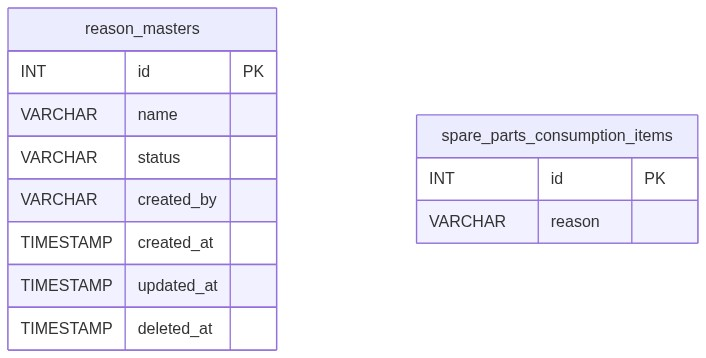 reason_masters
INT id PK
VARCHAR name
VARCHAR status
VARCHAR created_by
TIMESTAMP created_at
TIMESTAMP updated_at
TIMESTAMP deleted_at
spare_parts_consumption_items
INT id PK
VARCHAR reason